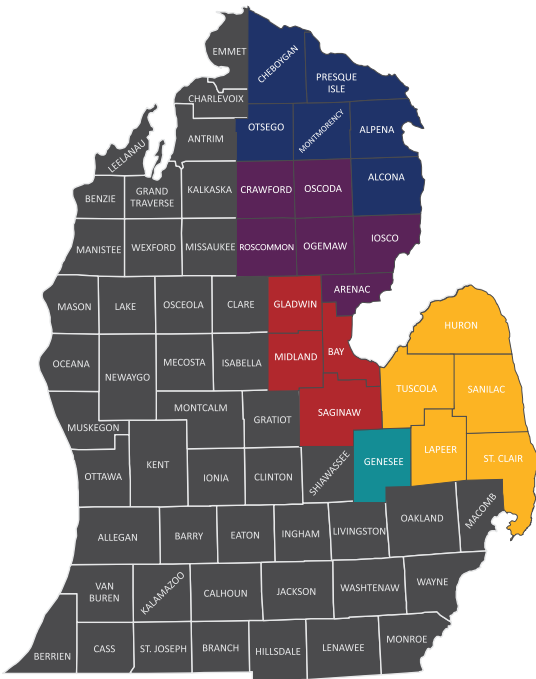 EMMET
CHEBOYGAN
PRESQUE
ISLE
CHARLEVOIX
OTSEGO
MONTMORENCY
ALPENA
ANTRIM
LEELANAU
KALKASKA
CRAWFORD
OSCODA
ALCONA
BENZIE
GRAND
TRAVERSE
MANISTEE
WEXFORD
MISSAUKEE
ROSCOMMON
OGEMAW
IOSCO
ARENAC
MASON
LAKE
OSCEOLA
CLARE
GLADWIN
HURON
OCEANA
NEWAYGO
MECOSTA
ISABELLA
MIDLAND
BAY
TUSCOLA
SANILAC
MONTCALM
GRATIOT
SAGINAW
MUSKEGON
KENT
OTTAWA
IONIA
CLINTON
SHIAWASSEE
GENESEE
LAPEER
ST. CLAIR
ALLEGAN
BARRY
EATON
INGHAM
LIVINGSTON
OAKLAND
MACOMB
VAN
BUREN
KALAMAZOO
CALHOUN
JACKSON
WASHTENAW
WAYNE
BERRIEN
CASS
ST. JOSEPH
BRANCH
HILLSDALE
LENAWEE
MONROE